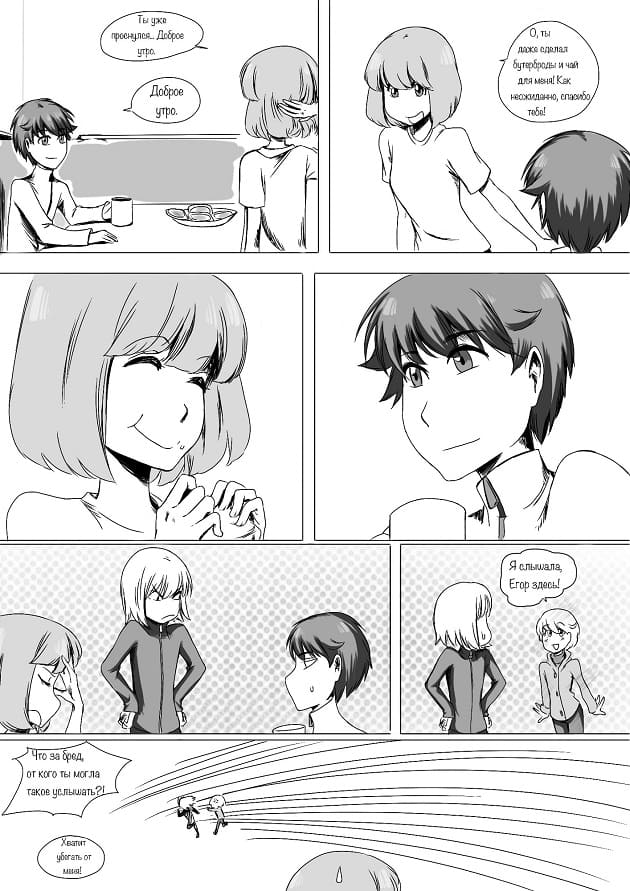 Ты уже
проснулся... Доброе
утро.
Доброе
утро.
О, ты
даже сделал
бутерброды и чай
для меня! Как
неожиданно, спасибо
тебе!
Я слышала,
Егор здесь!
Что за бред,
от кого ты могла
такое услышать?!
Хватит
убегать от
меня!